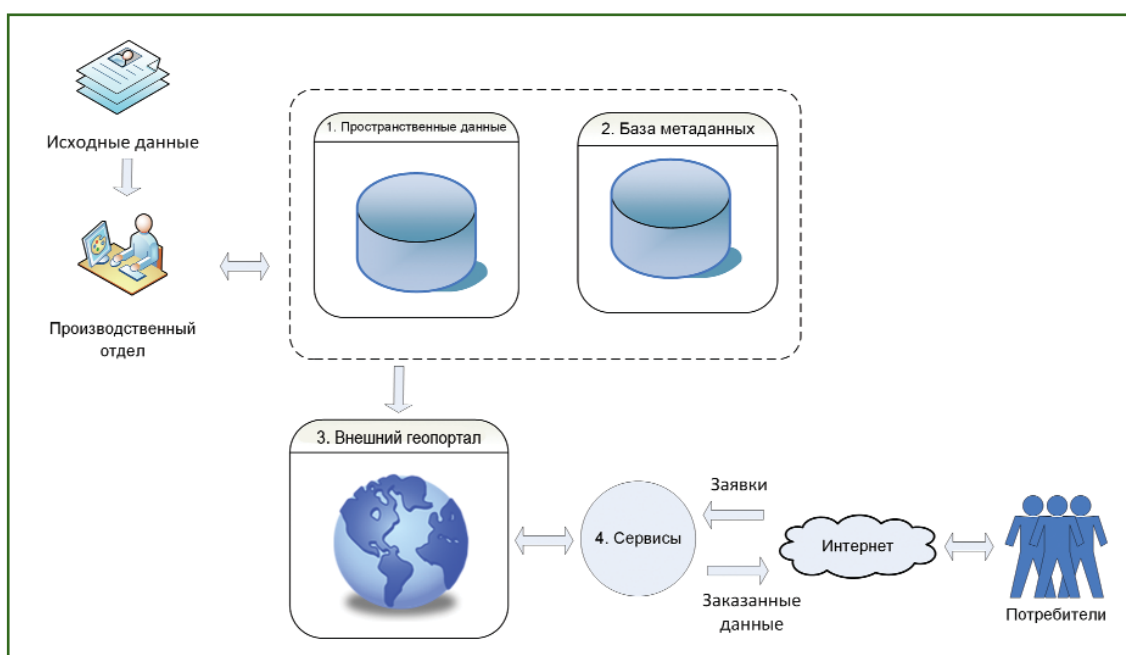 Исходные данные
1. Пространственные данные
2. База метаданных
Производственный
отдел
3. Внешний геопортал
Заявки
4. Сервисы
Интернет
Заказанные
данные
Потребители